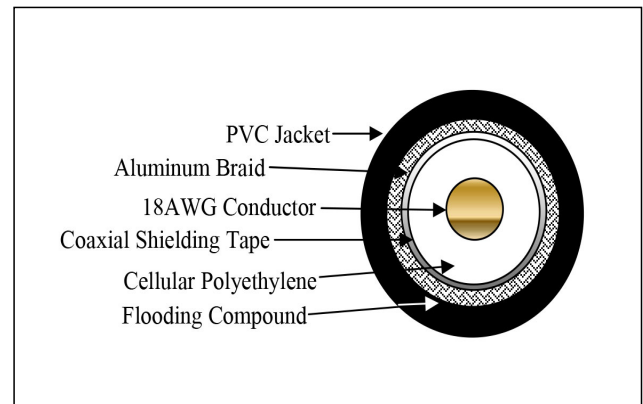 PVC Jacket
Aluminum Braid
18AWG Conductor
Coaxial Shielding Tape
Cellular Polyethylene
Flooding Compound